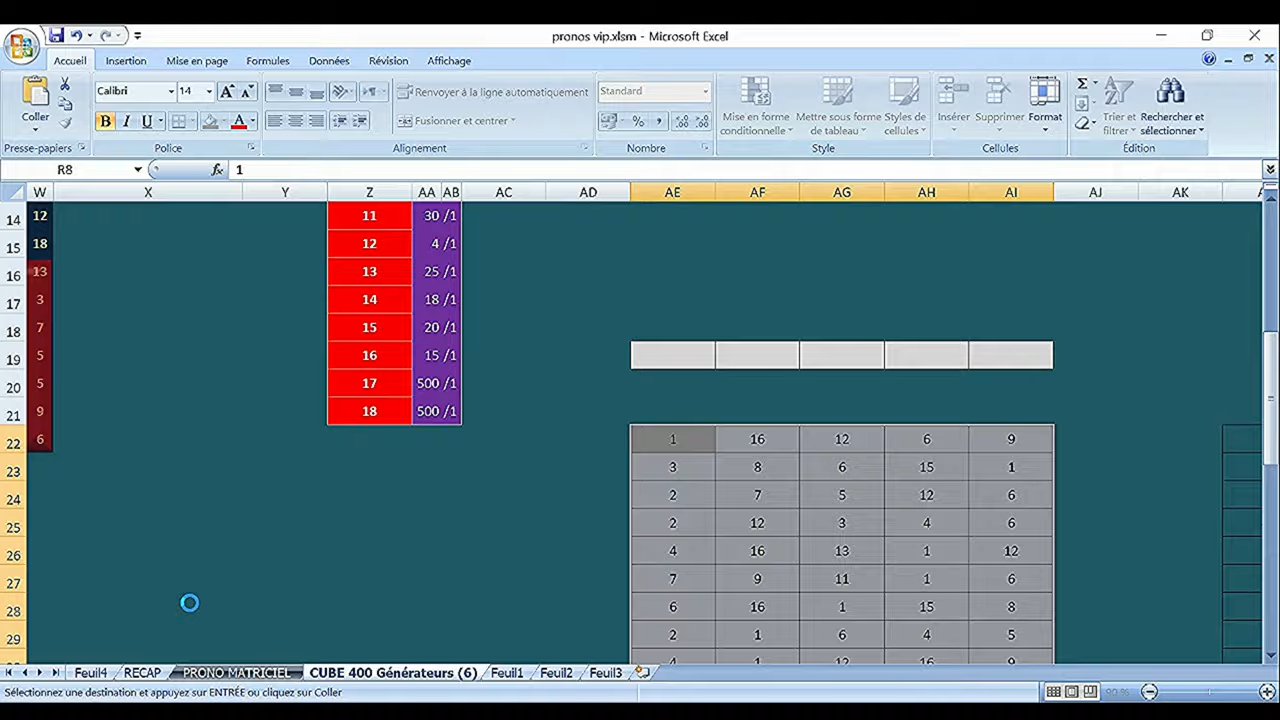 pronos vip.xlsm - Microsoft Excel
Accueil Insertion Mise en page Formules Données Révision Affichage
Coller
Calibri 14 A A
Renvoyer à la ligne automatiquement
Standard
B I U A
Fusionner et centrer
% ,
Mise en forme conditionnelle
Mettre sous forme de tableau
Styles de cellules
Insérer Supprimer Format
Σ
Trier et filtrer
Rechercher et sélectionner
Presse-papiers Police Alignement Nombre Style Cellules Édition
R8 fx 1
W X Y Z AA AB AC AD AE AF AG AH AI AJ AK
14 12 11 30 /1
15 18 12 4 /1
16 13 13 25 /1
17 3 14 18 /1
18 7 15 20 /1
19 5 16 15 /1
20 5 17 500 /1
21 9 18 500 /1
22 6 1 16 12 6 9
23 3 8 6 15 1
24 2 7 5 12 6
25 2 12 3 4 6
26 4 16 13 1 12
27 7 9 11 1 6
28 6 16 1 15 8
29 2 1 6 4 5
4 1 12 16 9
Feuil4 RECAP PRONO MATRICIEL CUBE 400 Générateurs (6) Feuil1 Feuil2 Feuil3
Sélectionnez une destination et appuyez sur ENTRÉE ou cliquez sur Coller
90 %